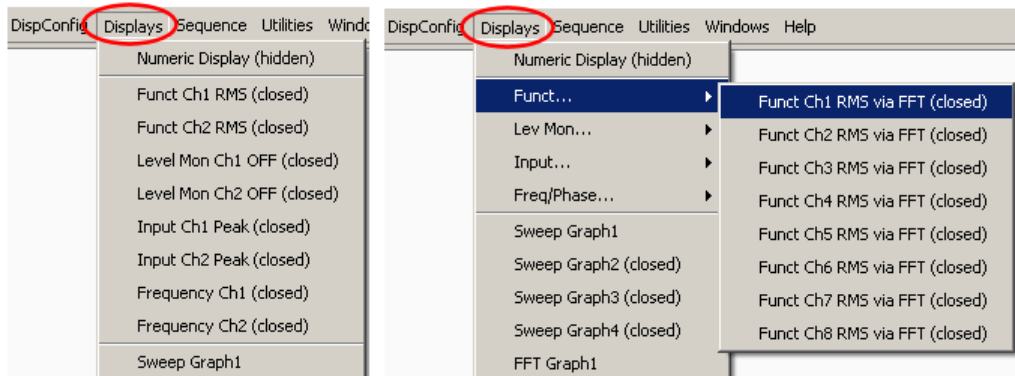 DispConfig Displays Sequence Utilities
Numeric Display (hidden)
Funct Ch1 RMS (closed)
Funct Ch2 RMS (closed)
Level Mon Ch1 OFF (closed)
Level Mon Ch2 OFF (closed)
Input Ch1 Peak (closed)
Input Ch2 Peak (closed)
Frequency Ch1 (closed)
Frequency Ch2 (closed)
Sweep Graph1
DispConfig Displays Sequence Utilities Windows Help
Numeric Display (hidden)
Funct...
Lev Mon...
Input...
Freq/Phase...
Sweep Graph1
Sweep Graph2 (closed)
Sweep Graph3 (closed)
Sweep Graph4 (closed)
FFT Graph1
Funct Ch1 RMS via FFT (closed)
Funct Ch2 RMS via FFT (closed)
Funct Ch3 RMS via FFT (closed)
Funct Ch4 RMS via FFT (closed)
Funct Ch5 RMS via FFT (closed)
Funct Ch6 RMS via FFT (closed)
Funct Ch7 RMS via FFT (closed)
Funct Ch8 RMS via FFT (closed)